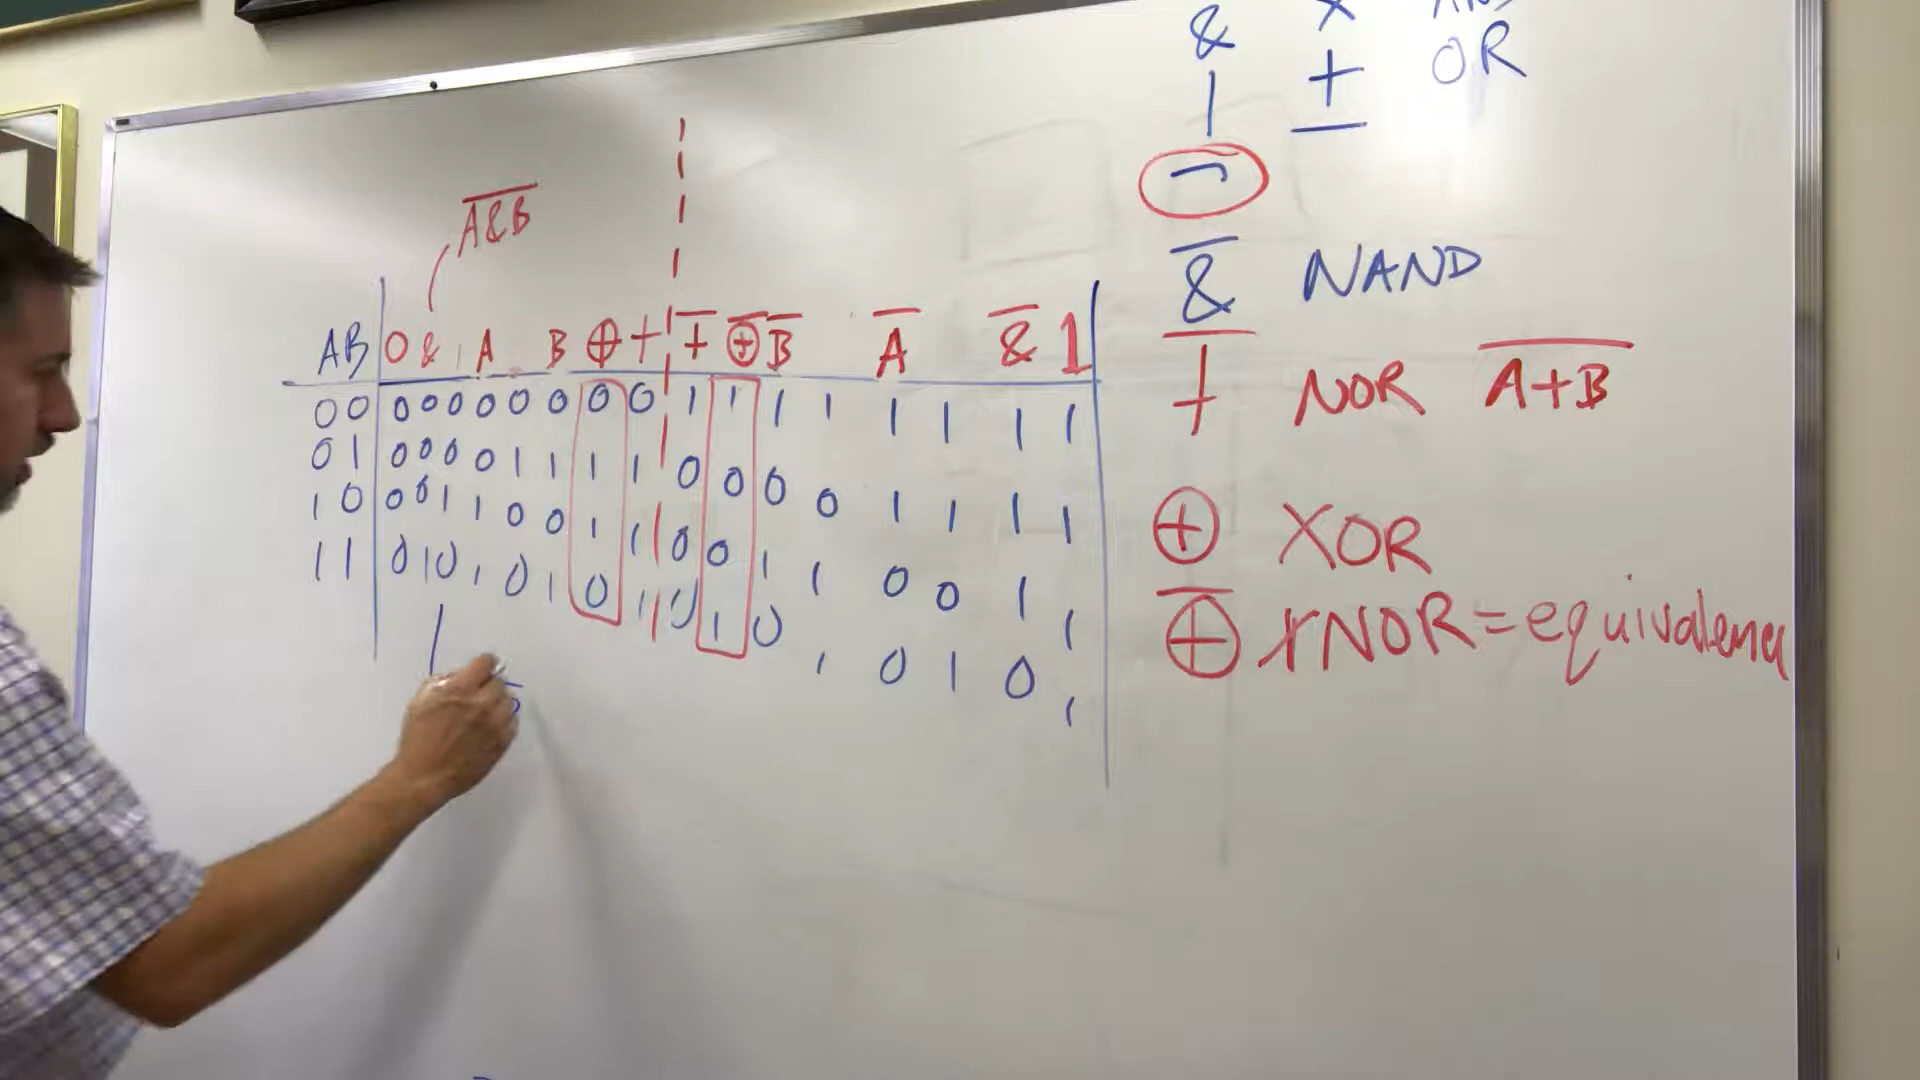 & × 
| + OR
¬ —
A̅&̅B̅
&̅ NAND
AB 0 & A B ⊕ + +̅ ⊕̅ B̅ A̅ &̅ 1
+̅ NOR A̅+̅B̅
00 0 0 0 0 0 0 0 0 1 1 1 1 1 1 1 1
01 0 0 0 0 1 1 1 1 0 0 0 0 1 1 1 1
10 0 0 1 1 0 0 1 1 0 0 1 1 0 0 1 1
11 0 1 0 1 0 1 0 1 0 1 0 1 0 1 0 1
⊕ XOR
⊕̅ XNOR = equivalence